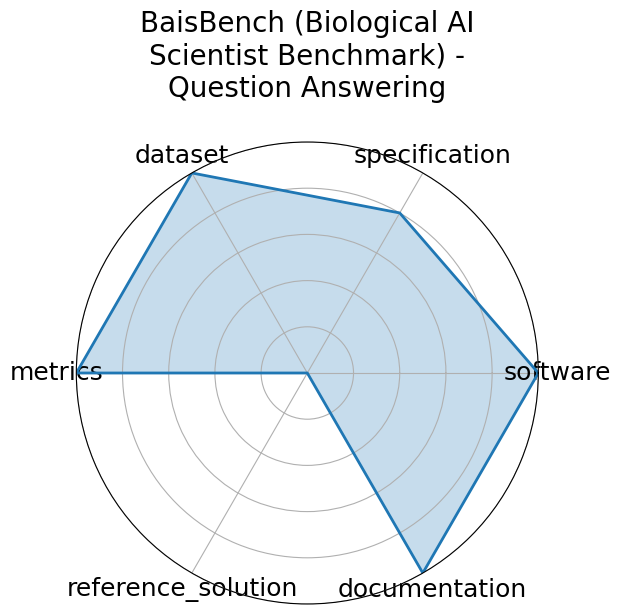 BaisBench (Biological AI
Scientist Benchmark) -
Question Answering
dataset
specification
metrics
software
reference_solution
documentation